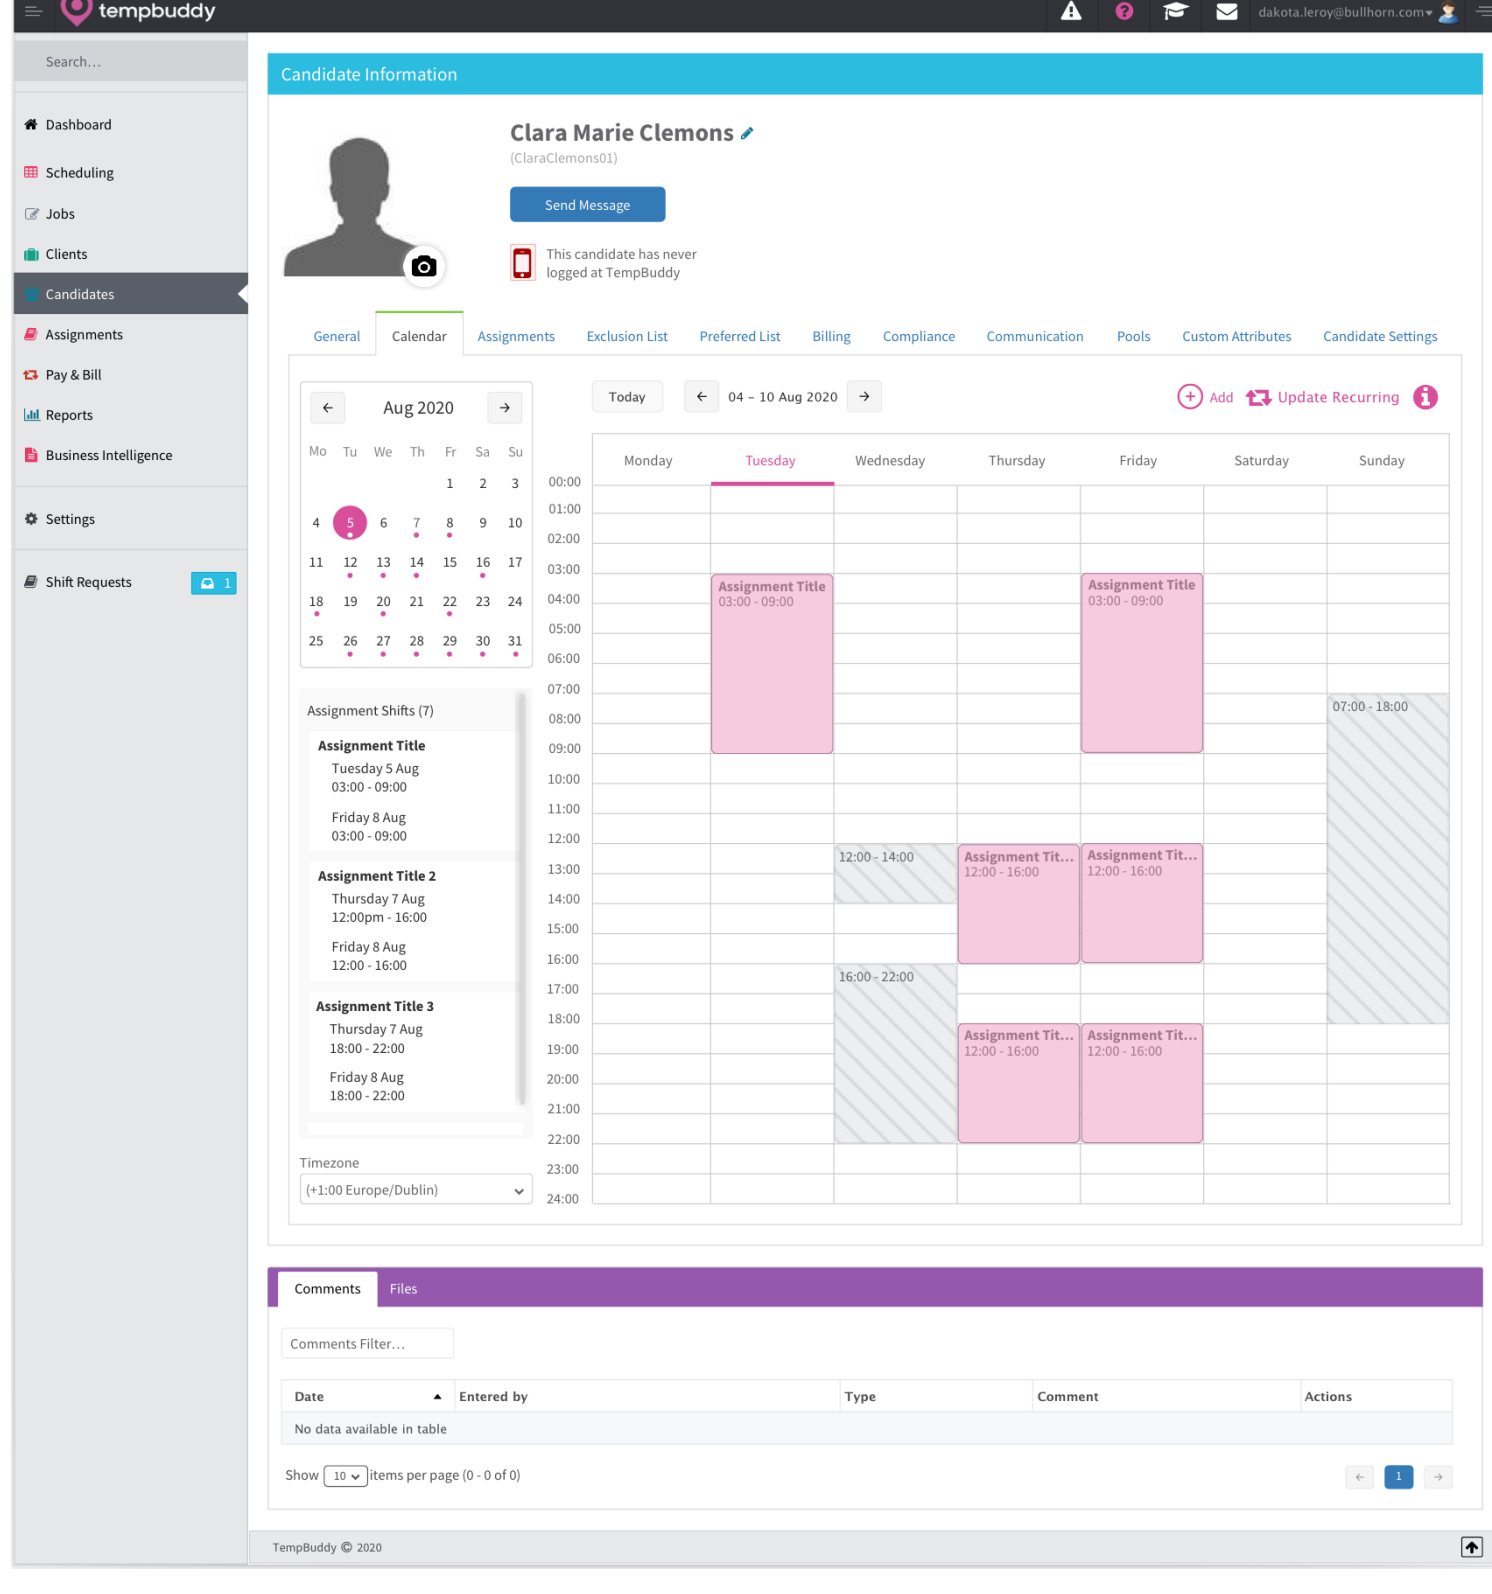 tempbuddy
dakota.leroy@bullhorn.com
Search...
Dashboard
Scheduling
Jobs
Clients
Candidates
Assignments
Pay & Bill
Reports
Business Intelligence
Settings
Shift Requests 1
Candidate Information
Clara Marie Clemons
(ClaraClemons01)
Send Message
This candidate has never
logged at TempBuddy
General Calendar Assignments Exclusion List Preferred List Billing Compliance Communication Pools Custom Attributes Candidate Settings
Aug 2020
Mo Tu We Th Fr Sa Su
1 2 3
4 5 6 7 8 9 10
11 12 13 14 15 16 17
18 19 20 21 22 23 24
25 26 27 28 29 30 31
Assignment Shifts (7)
Assignment Title
Tuesday 5 Aug
03:00 - 09:00
Friday 8 Aug
03:00 - 09:00
Assignment Title 2
Thursday 7 Aug
12:00pm - 16:00
Friday 8 Aug
12:00 - 16:00
Assignment Title 3
Thursday 7 Aug
18:00 - 22:00
Friday 8 Aug
18:00 - 22:00
Timezone
(+1:00 Europe/Dublin)
Today 04 – 10 Aug 2020 Add Update Recurring
Monday Tuesday Wednesday Thursday Friday Saturday Sunday
00:00
01:00
02:00
03:00
04:00
05:00
06:00
07:00
08:00
09:00
10:00
11:00
12:00
13:00
14:00
15:00
16:00
17:00
18:00
19:00
20:00
21:00
22:00
23:00
24:00
Assignment Title
03:00 - 09:00
12:00 - 14:00
16:00 - 22:00
Assignment Tit...
12:00 - 16:00
Assignment Tit...
12:00 - 16:00
Assignment Title
03:00 - 09:00
Assignment Tit...
12:00 - 16:00
Assignment Tit...
12:00 - 16:00
07:00 - 18:00
Comments Files
Comments Filter...
Date Entered by Type Comment Actions
No data available in table
Show 10 items per page (0 - 0 of 0)
1
TempBuddy © 2020